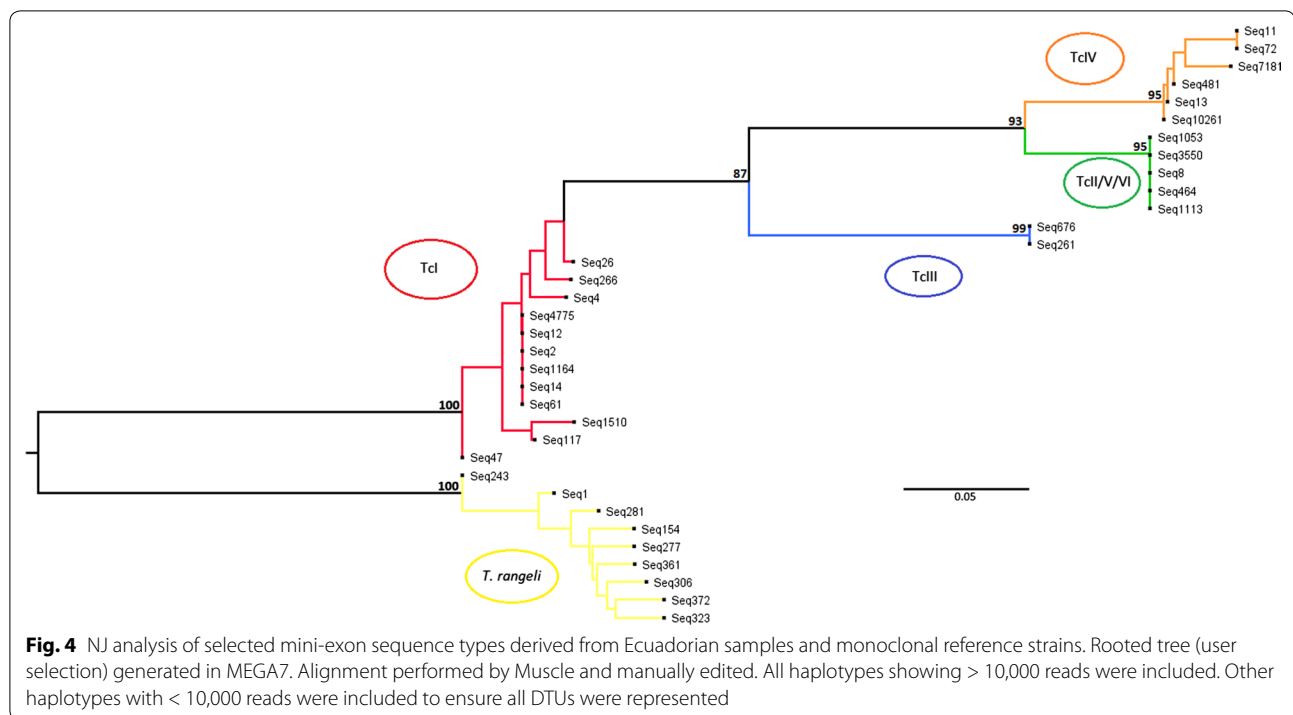 Seq11
TcIV
Seq72
Seq7181
Seq481
95
Seq13
93
Seq10261
Seq1053
95
Seq3550
87
Seq8
TcII/V/VI
Seq464
Seq1113
99
Seq676
Seq261
TcI
Seq26
TcIII
Seq266
Seq4
Seq4775
Seq12
Seq2
Seq1164
Seq14
100
Seq61
Seq1510
Seq117
Seq47
Seq243
100
Seq1
0.05
Seq281
Seq154
Seq277
Seq361
T. rangeli
Seq306
Seq372
Seq323
Fig. 4 NJ analysis of selected mini-exon sequence types derived from Ecuadorian samples and monoclonal reference strains. Rooted tree (user
selection) generated in MEGA7. Alignment performed by Muscle and manually edited. All haplotypes showing > 10,000 reads were included. Other
haplotypes with < 10,000 reads were included to ensure all DTUs were represented